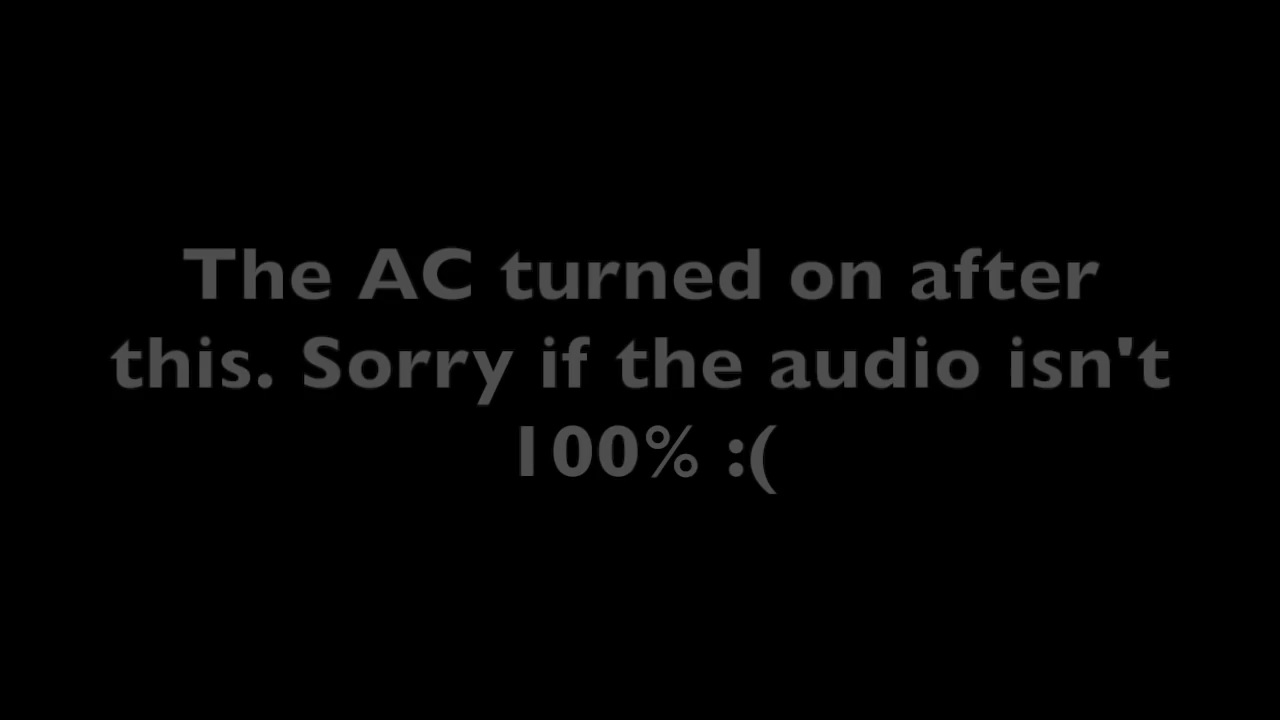 The AC turned on after
this. Sorry if the audio isn't
100% :(